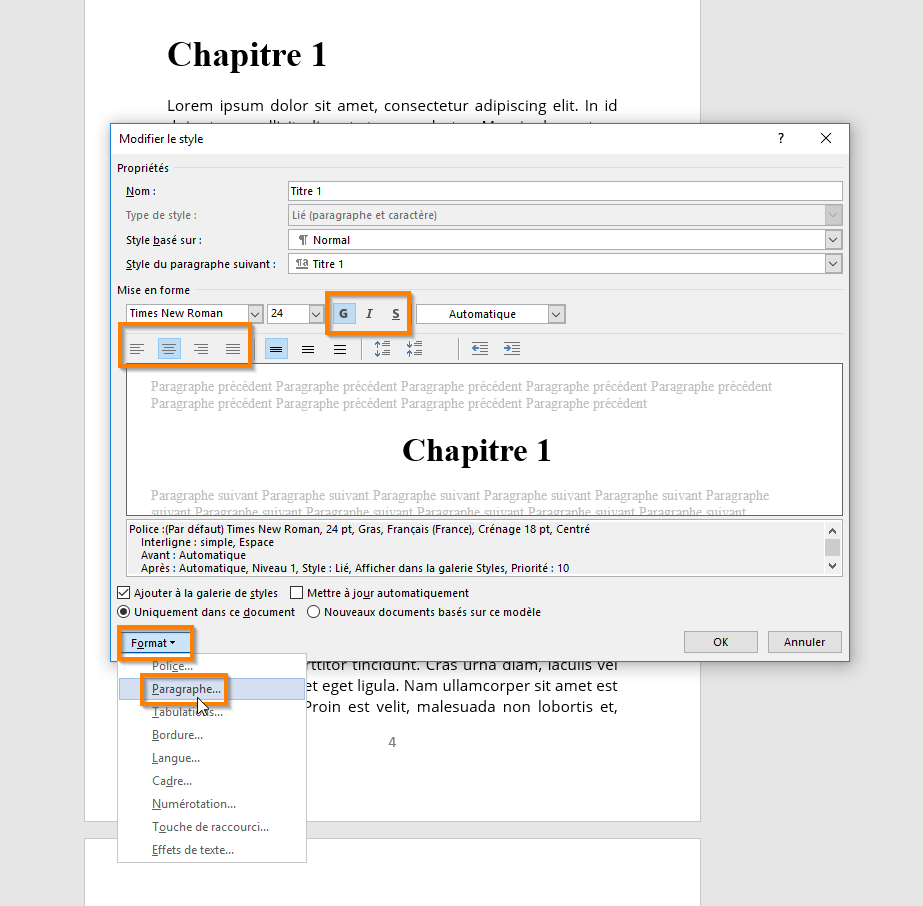 Chapitre 1
Lorem ipsum dolor sit amet, consectetur adipiscing elit. In id
Modifier le style
?
Propriétés
Nom :
Titre 1
Type de style :
Lié (paragraphe et caractère)
Style basé sur :
¶ Normal
Style du paragraphe suivant :
¶a Titre 1
Mise en forme
Times New Roman 24 G I S Automatique
Paragraphe précédent Paragraphe précédent Paragraphe précédent Paragraphe précédent Paragraphe précédent
Paragraphe précédent Paragraphe précédent Paragraphe précédent Paragraphe précédent
Chapitre 1
Paragraphe suivant Paragraphe suivant Paragraphe suivant Paragraphe suivant Paragraphe suivant
Paragraphe suivant Paragraphe suivant Paragraphe suivant Paragraphe suivant Paragraphe suivant
Police :(Par défaut) Times New Roman, 24 pt, Gras, Français (France), Crénage 18 pt, Centré
Interligne : simple, Espace
Avant : Automatique
Après : Automatique, Niveau 1, Style : Lié, Afficher dans la galerie Styles, Priorité : 10
Ajouter à la galerie de styles Mettre à jour automatiquement
Uniquement dans ce document Nouveaux documents basés sur ce modèle
Format
OK
Annuler
Police...
Paragraphe...
Tabulations...
Bordure...
Langue...
Cadre...
Numérotation...
Touche de raccourci...
Effets de texte...
tincidunt. Cras urna diam, iaculis vel
et eget ligula. Nam ullamcorper sit amet est
Proin est velit, malesuada non lobortis et,
4